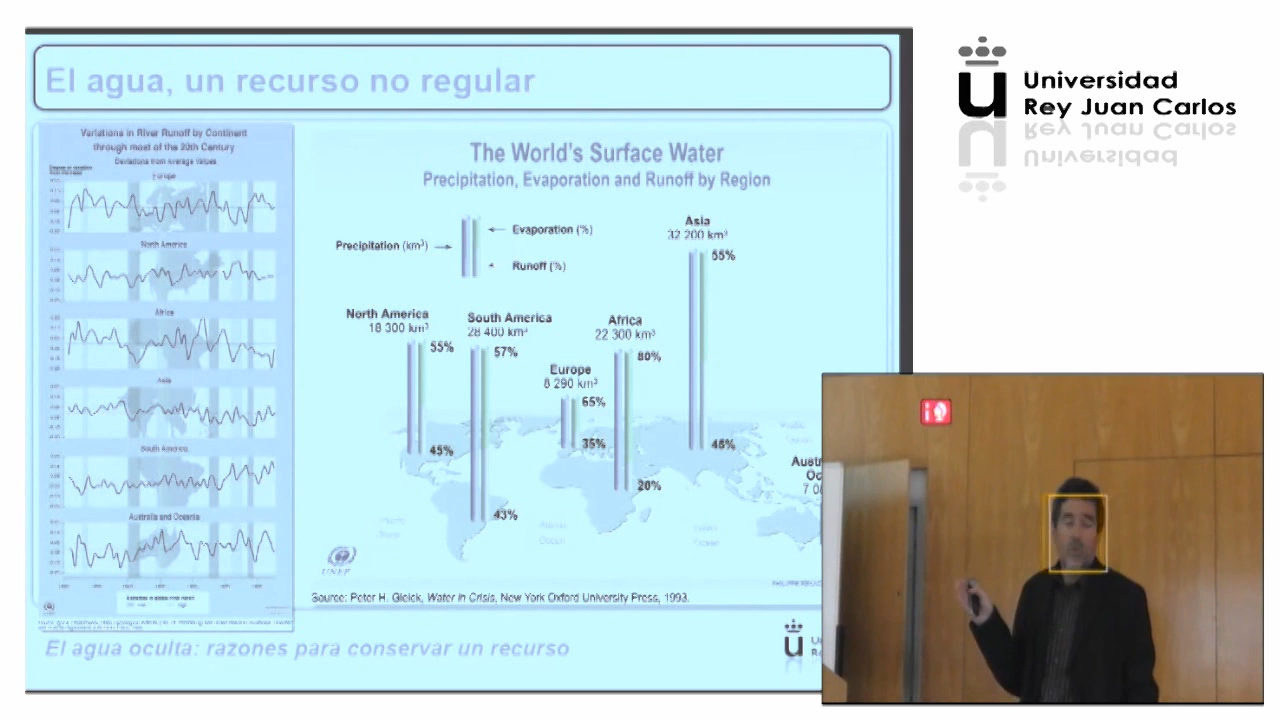 El agua, un recurso no regular
Variations in River Runoff by Continent
through most of the 20th Century
Deviations from Average Values
Europe
North America
Africa
Asia
South America
Australia and Oceania
The World's Surface Water
Precipitation, Evaporation and Runoff by Region
Precipitation (km³)
Evaporation (%)
Runoff (%)
North America
18 300 km³
55%
45%
South America
28 400 km³
57%
43%
Europe
8 290 km³
65%
35%
Africa
22 300 km³
80%
20%
Asia
32 200 km³
55%
45%
Ocean
Ocean
UNEP
Source: Peter H. Gleick, Water in Crisis, New York Oxford University Press, 1993.
El agua oculta: razones para conservar un recurso
Universidad
Rey Juan Carlos